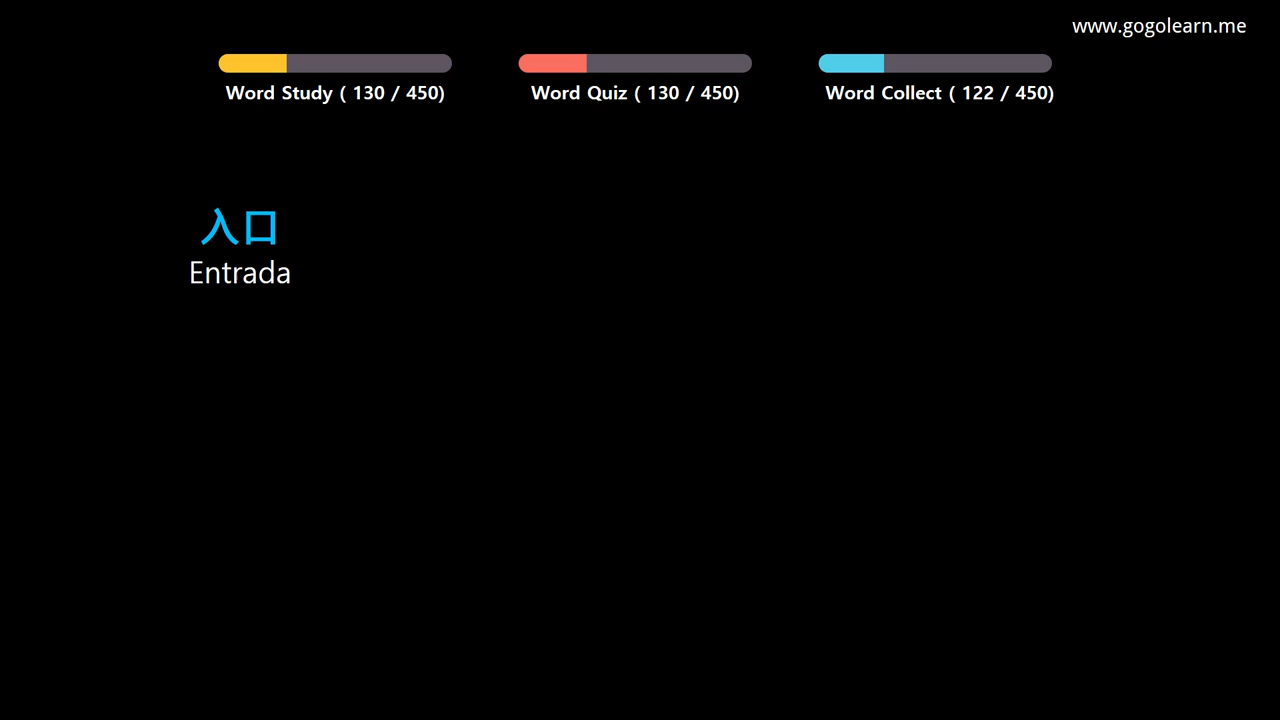 www.gogolearn.me
Word Study ( 130 / 450)
Word Quiz ( 130 / 450)
Word Collect ( 122 / 450)
入口
Entrada